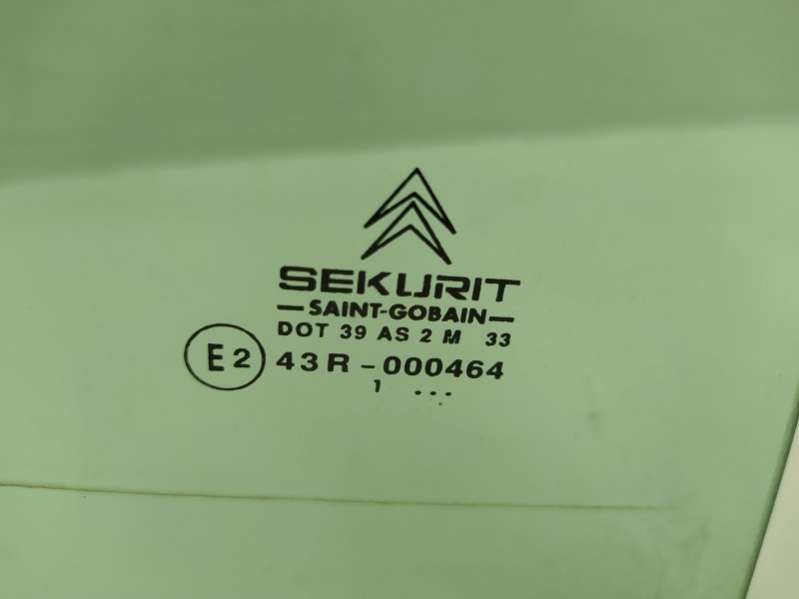 SEKURIT
SAINT-GOBAIN
DOT 39 AS 2 M 33
E2 43R-000464
1 ...